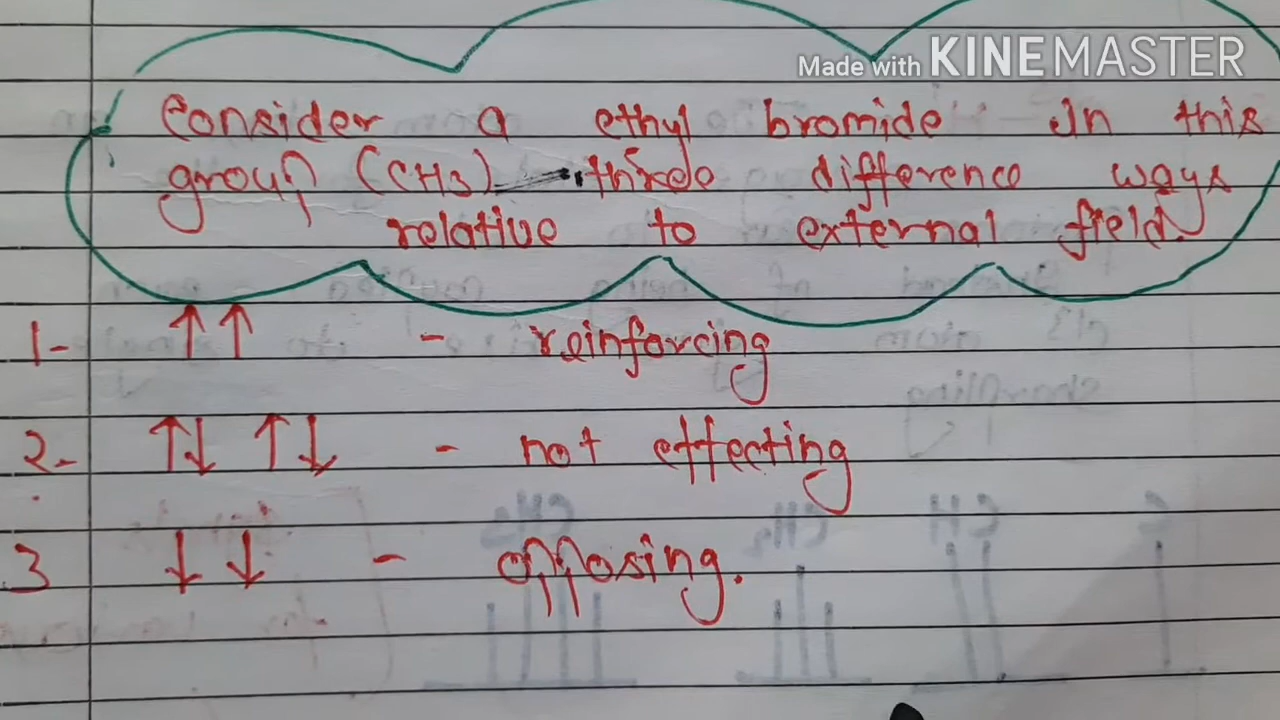 Made with KINEMASTER
Consider a ethyl bromide In this
group (CH3) three difference ways
relative to external field.
1- ↑↑ - reinforcing
2- ↑↓ ↑↓ - not effecting
3 ↓ ↓ - opposing.